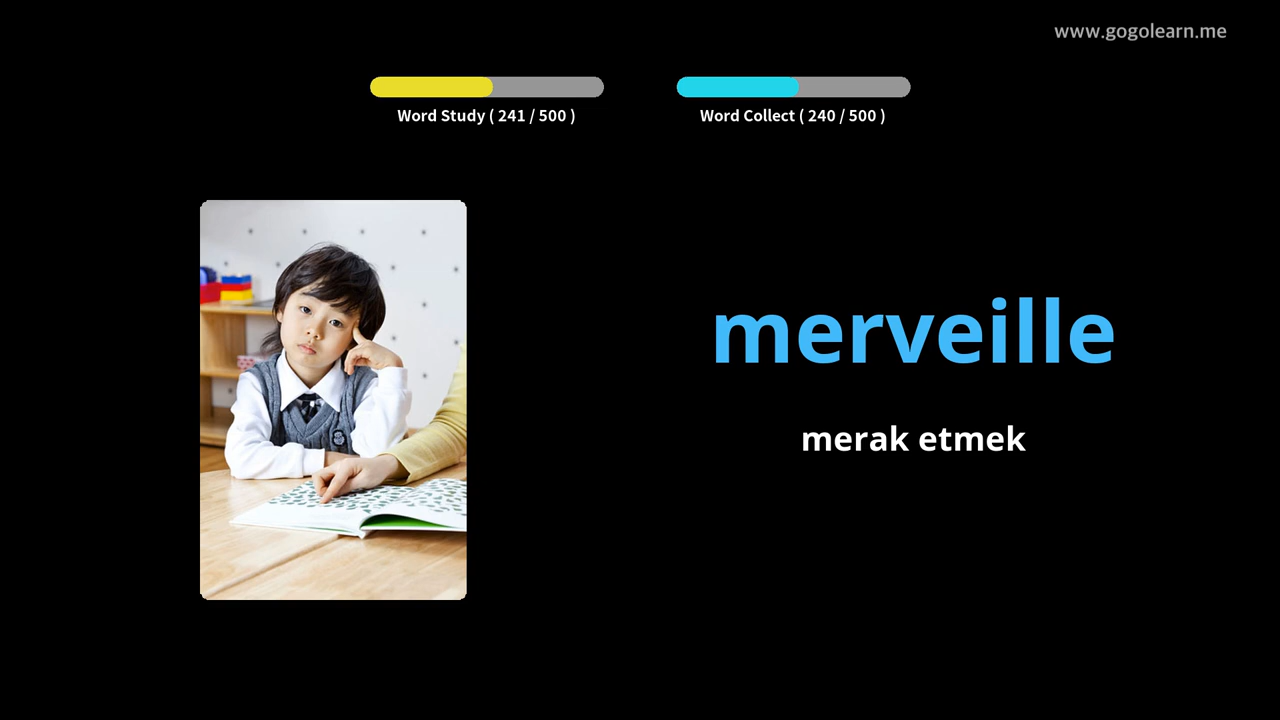 www.gogolearn.me
Word Study ( 241 / 500 )
Word Collect ( 240 / 500 )
merveille
merak etmek